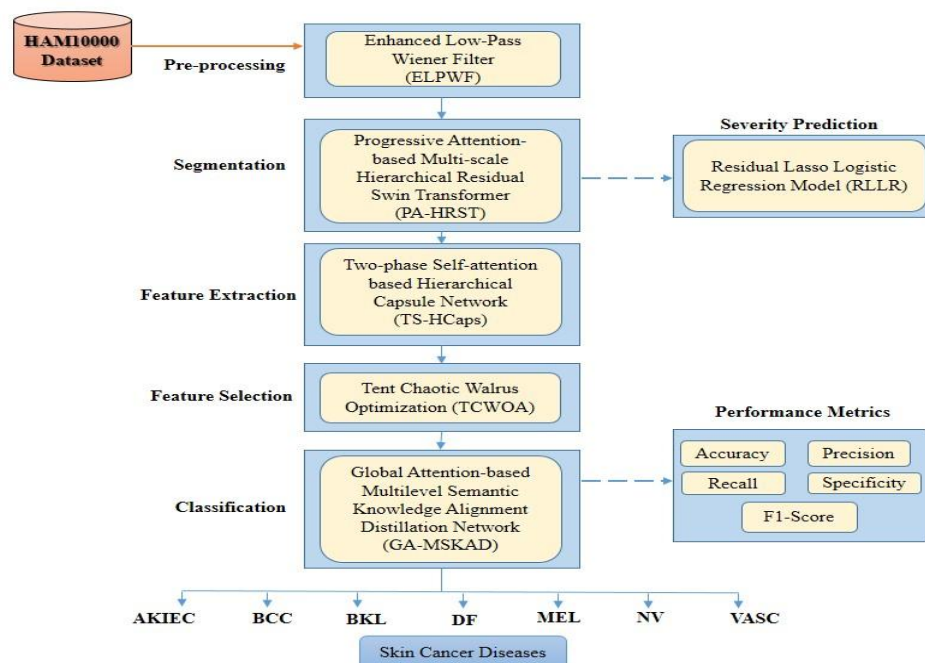 HAM10000
Dataset
Pre-processing
Enhanced Low-Pass
Wiener Filter
(ELPWF)
Segmentation
Progressive Attention-
based Multi-scale
Hierarchical Residual
Swin Transformer
(PA-HRST)
Severity Prediction
Residual Lasso Logistic
Regression Model (RLLR)
Feature Extraction
Two-phase Self-attention
based Hierarchical
Capsule Network
(TS-HCaps)
Feature Selection
Tent Chaotic Walrus
Optimization (TCWOA)
Classification
Global Attention-based
Multilevel Semantic
Knowledge Alignment
Distillation Network
(GA-MSKAD)
Performance Metrics
Accuracy Precision
Recall Specificity
F1-Score
AKIEC BCC BKL DF MEL NV VASC
Skin Cancer Diseases